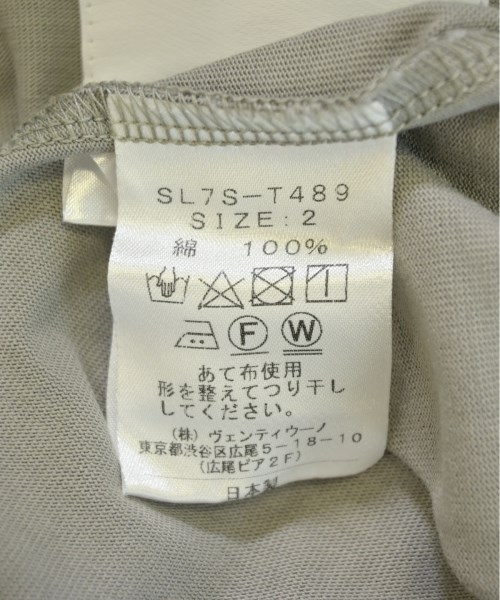 SL7S-T489
SIZE:2
綿 100%
F W
あて布使用
形を整えてつり干し
してください。
(株) ヴェンティウーノ
東京都渋谷区広尾5-18-10
(広尾ピア2F)
日本製